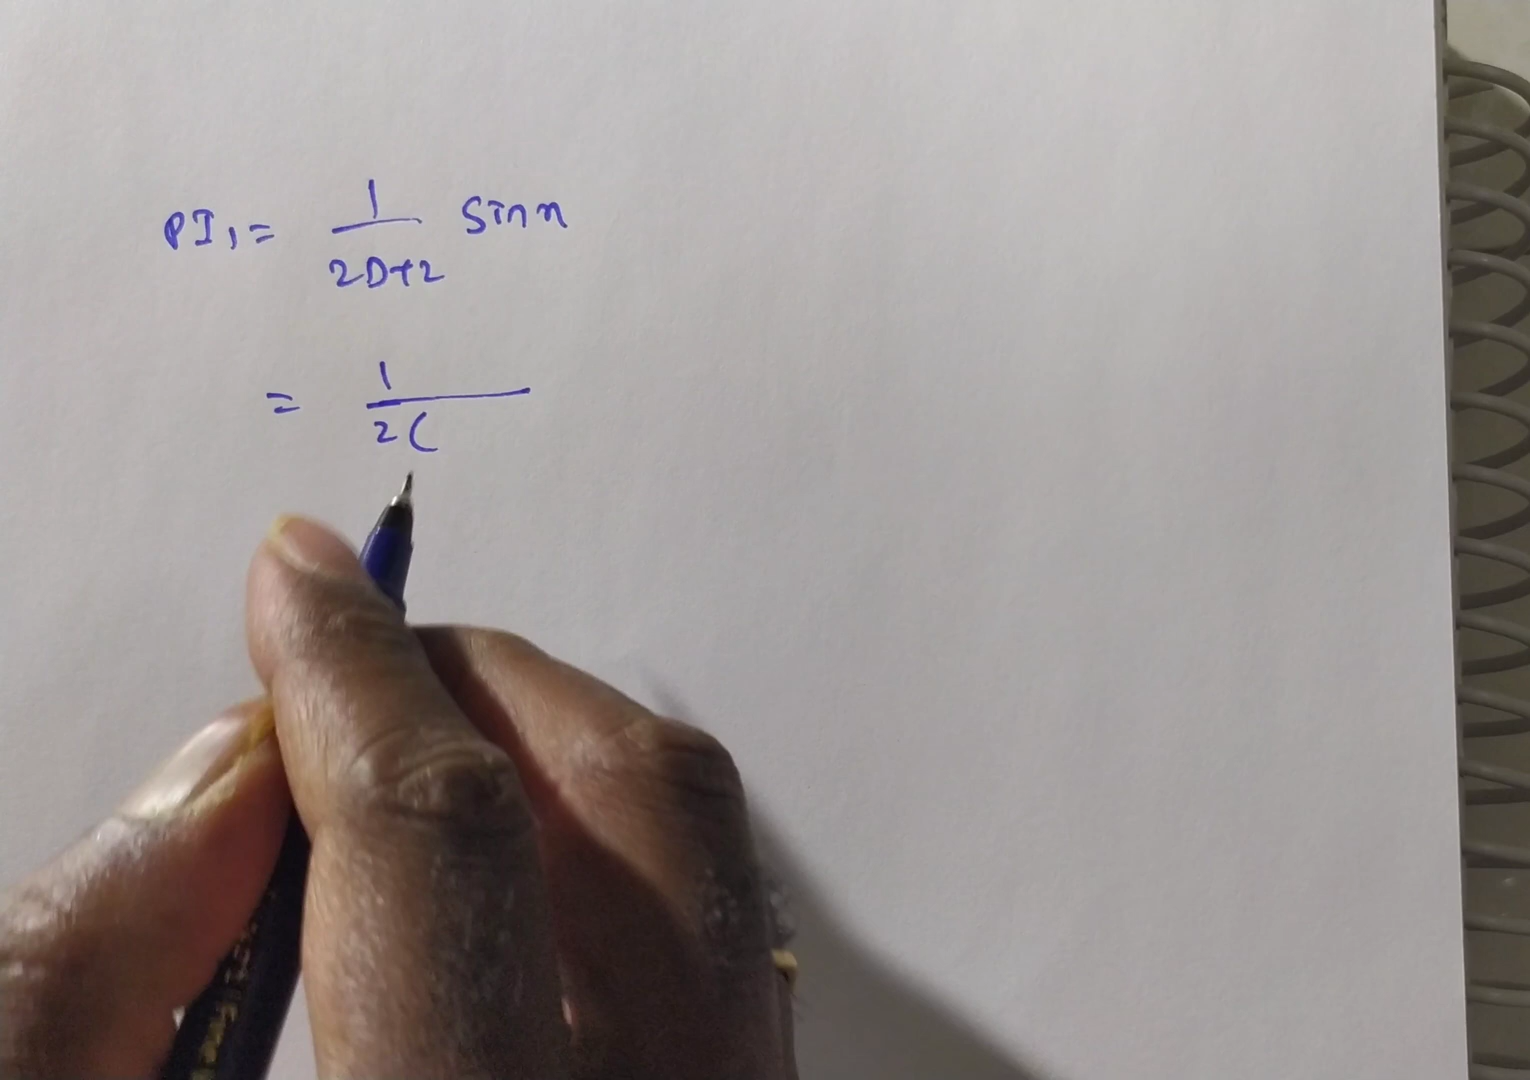 PI₁ = 1/(2D+2) sin x
= 1/(2(